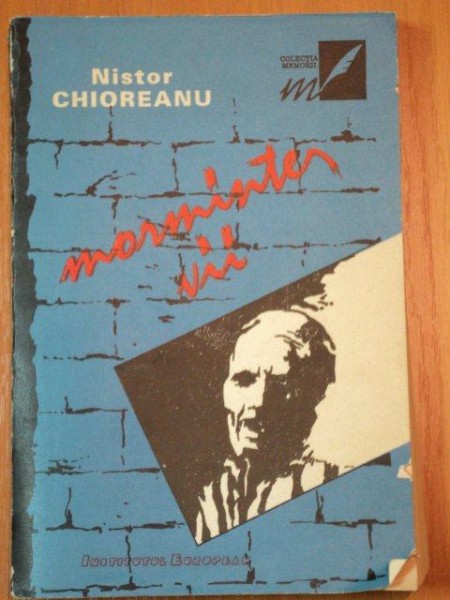 Nistor
CHIOREANU
COLECȚIA
MEMORII
m
morminte
vii
INSTITUTUL EUROPEAN